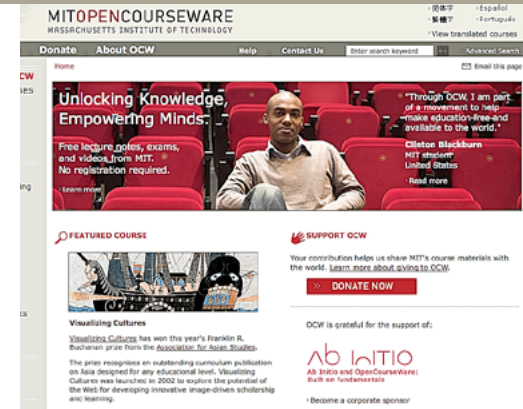 MITOPENCOURSEWARE
MASSACHUSETTS INSTITUTE OF TECHNOLOGY
简体字
Español
繁體字
Português
View translated courses
Donate
About OCW
Help
Contact Us
Enter search keyword
Advanced Search
Home
Email this page
CW
ses
ing
Unlocking Knowledge,
Empowering Minds.
Free lecture notes, exams,
and videos from MIT.
No registration required.
Learn more
"Through OCW, I am part
of a movement to help
make education free and
available to the world."
Clinton Blackburn
MIT student
United States
Read more
FEATURED COURSE
Visualizing Cultures
Visualizing Cultures has won this year's Franklin R.
Buchanan prize from the Association for Asian Studies.
The prize recognizes an outstanding curriculum publication
on Asia designed for any educational level. Visualizing
Cultures was launched in 2002 to explore the potential of
the Web for developing innovative image-driven scholarship
and learning.
SUPPORT OCW
Your contribution helps us share MIT's course materials with
the world. Learn more about giving to OCW.
» DONATE NOW
OCW is grateful for the support of:
Ab Initio
Ab Initio and OpenCourseWare:
Built on fundamentals
Become a corporate sponsor